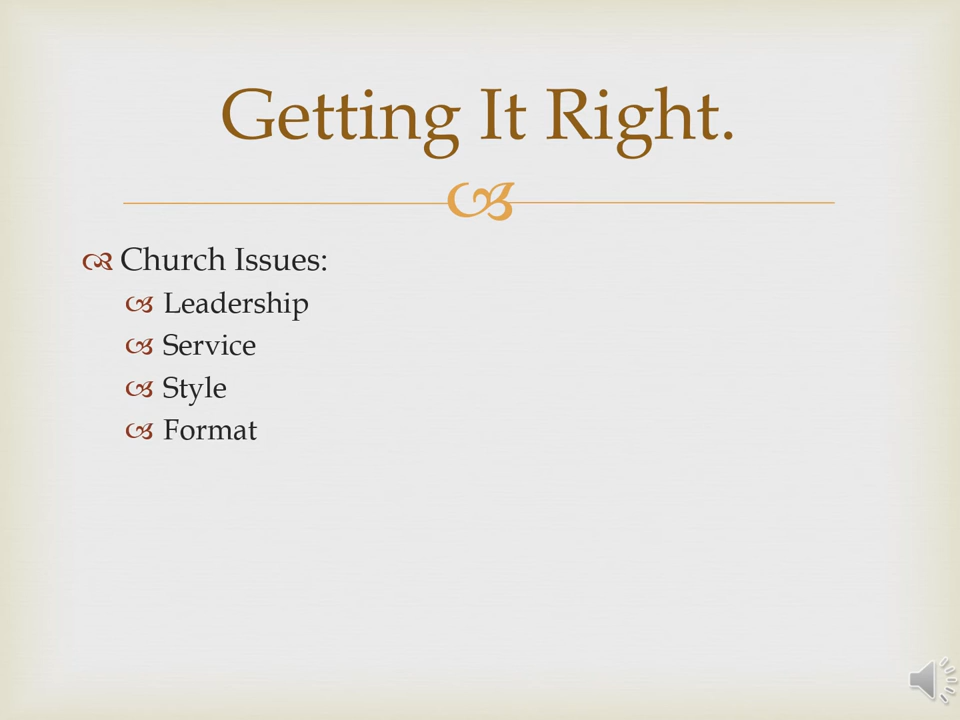 Getting It Right.
Church Issues:
Leadership
Service
Style
Format